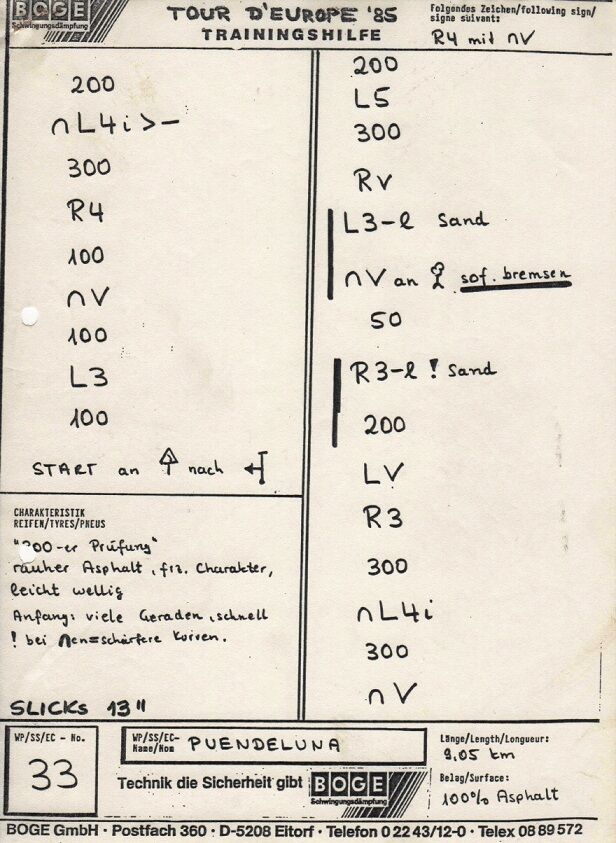 BOGE
Schwingungsdämpfung
TOUR D'EUROPE '85
TRAININGSHILFE
Folgendes Zeichen/following sign/
signe suivant:
R4 mit ∩V
200
∩L4i>–
300
R4
100
∩V
100
L3
100
START an nach
CHARAKTERISTIK
REIFEN/TYRES/PNEUS
"200-er Prüfung"
rauher Asphalt, frz. Charakter,
leicht wellig
Anfang: viele Geraden, schnell
! bei ∩en=schärfere Kurven.
SLICKs 13"
200
L5
300
RV
L3-l Sand
∩V an sof. bremsen
50
R3-l ! Sand
200
LV
R3
300
∩L4i
300
∩V
WP/SS/EC - No.
33
WP/SS/EC-
Name/Nom PUENDELUNA
Technik die Sicherheit gibt BOGE
Schwingungsdämpfung
Länge/Length/Longueur:
9,05 km
Belag/Surface:
100% Asphalt
BOGE GmbH · Postfach 360 · D-5208 Eitorf · Telefon 0 22 43/12-0 · Telex 08 89 572